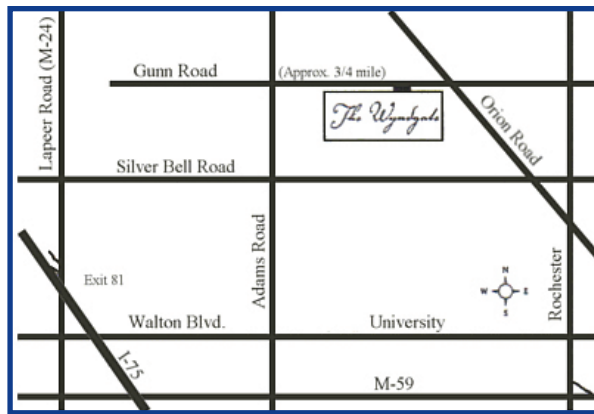 Lapeer Road (M-24)
Gunn Road
(Approx. 3/4 mile)
The Wyndgate
Orion Road
Silver Bell Road
Adams Road
Rochester
Exit 81
N
W E
S
Walton Blvd.
University
I-75
M-59